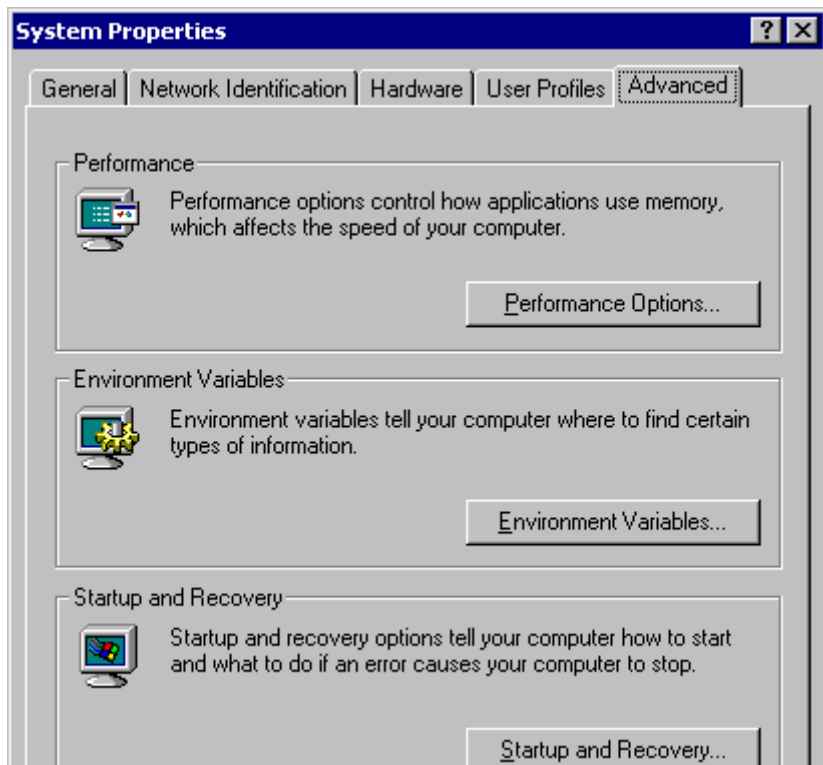 System Properties
General
Network Identification
Hardware
User Profiles
Advanced
Performance
Performance options control how applications use memory,
which affects the speed of your computer.
Performance Options...
Environment Variables
Environment variables tell your computer where to find certain
types of information.
Environment Variables...
Startup and Recovery
Startup and recovery options tell your computer how to start
and what to do if an error causes your computer to stop.
Startup and Recovery...